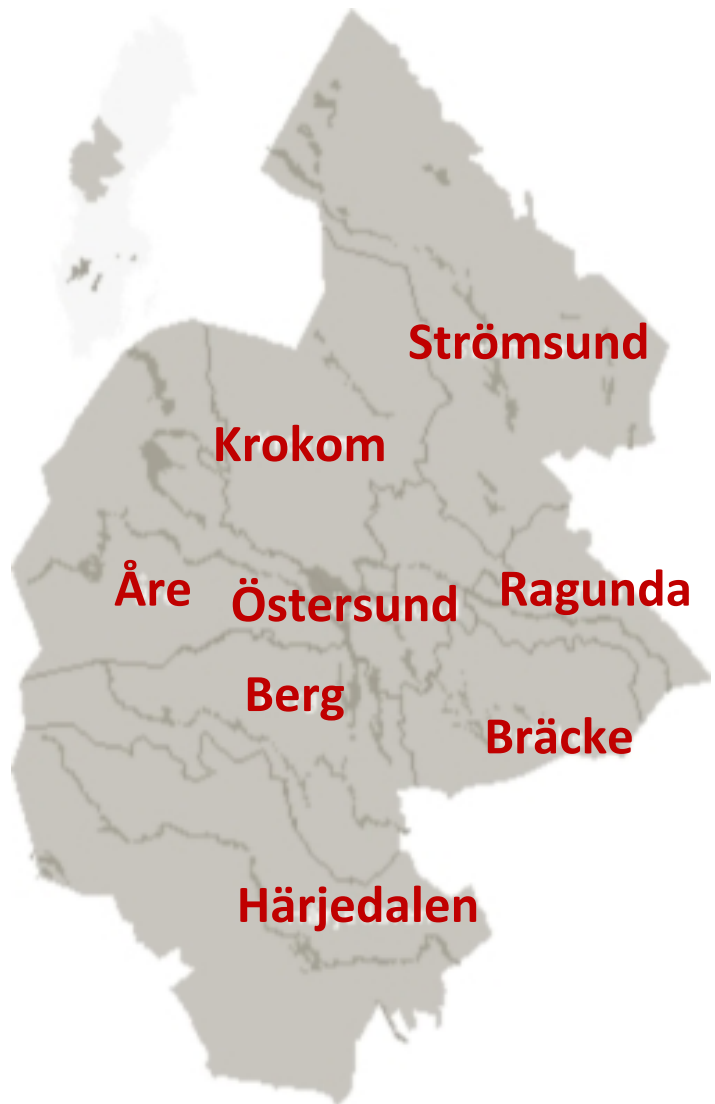 Strömsund
Krokom
Åre
Östersund
Ragunda
Berg
Bräcke
Härjedalen